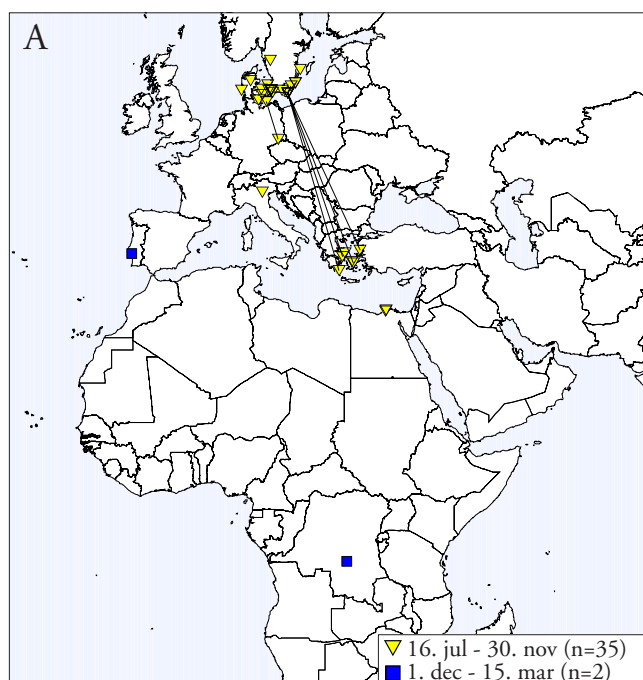 A
16. jul - 30. nov (n=35)
1. dec - 15. mar (n=2)